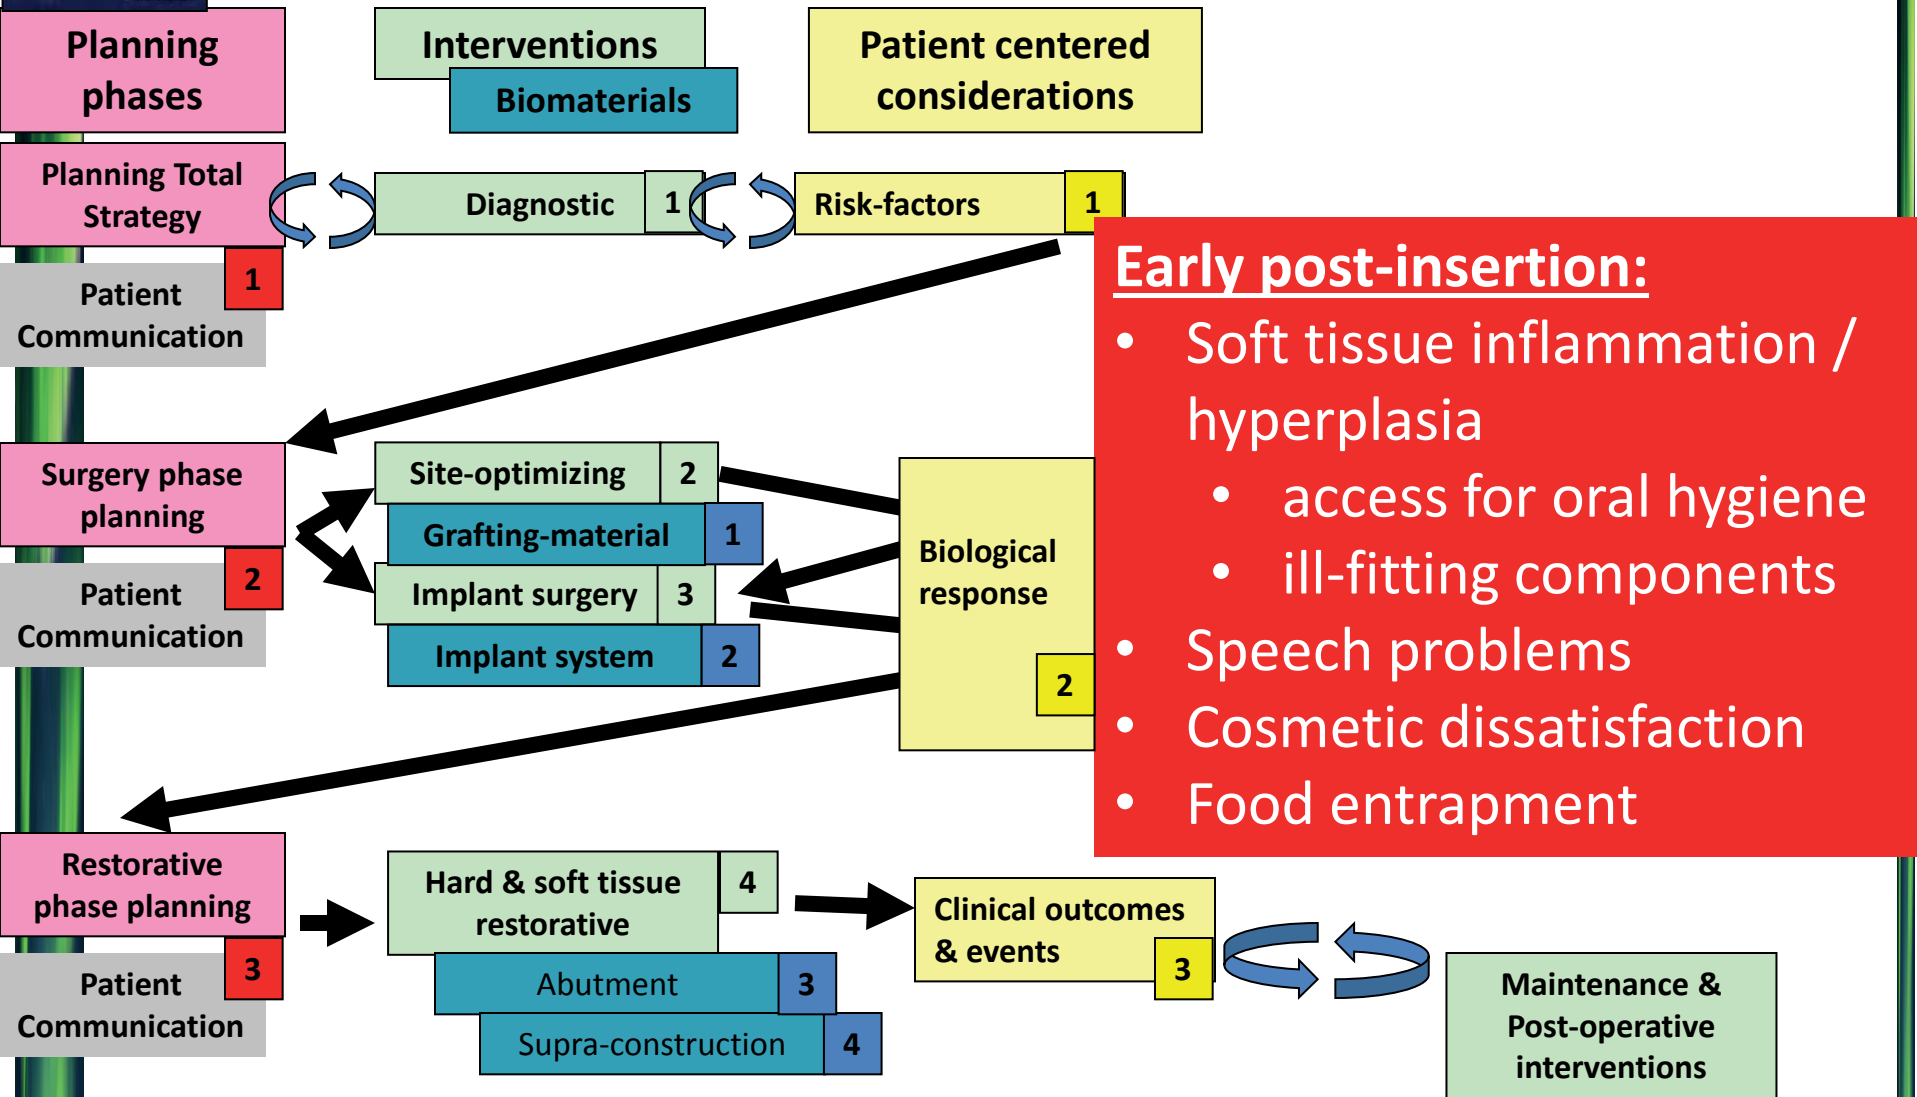 Planning
phases
Interventions
Biomaterials
Patient centered
considerations
Planning Total
Strategy
1
Patient
Communication
Diagnostic 1
Risk-factors 1
Early post-insertion:
• Soft tissue inflammation /
hyperplasia
• access for oral hygiene
• ill-fitting components
• Speech problems
• Cosmetic dissatisfaction
• Food entrapment
Surgery phase
planning
2
Patient
Communication
Site-optimizing 2
Grafting-material 1
Implant surgery 3
Implant system 2
Biological
response
2
Restorative
phase planning
3
Patient
Communication
Hard & soft tissue 4
restorative
Abutment 3
Supra-construction 4
Clinical outcomes
& events
3
Maintenance &
Post-operative
interventions